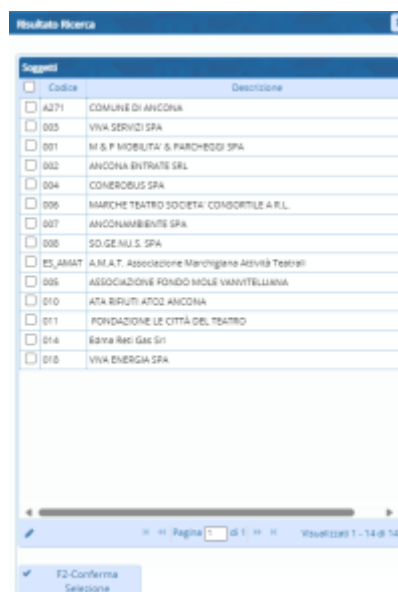 Risultato Ricerca
Soggetti
Codice Descrizione
A271 COMUNE DI ANCONA
003 VIVA SERVIZI SPA
001 M & P MOBILITA' & PARCHEGGI SPA
002 ANCONA ENTRATE SRL
004 CONEROBUS SPA
006 MARCHE TEATRO SOCIETA' CONSORTILE A R.L.
007 ANCONAMBIENTE SPA
008 SO.GE.NU.S. SPA
ES_AMAT A.M.A.T. Associazione Marchigiana Attività Teatrali
005 ASSOCIAZIONE FONDO MOLE VANVITELLIANA
010 ATA RIFIUTI ATO2 ANCONA
011 FONDAZIONE LE CITTÀ DEL TEATRO
014 Edma Reti Gas Srl
018 VIVA ENERGIA SPA
Pagina 1 di 1 Visualizzati 1 - 14 di 14
F2-Conferma
Selezione